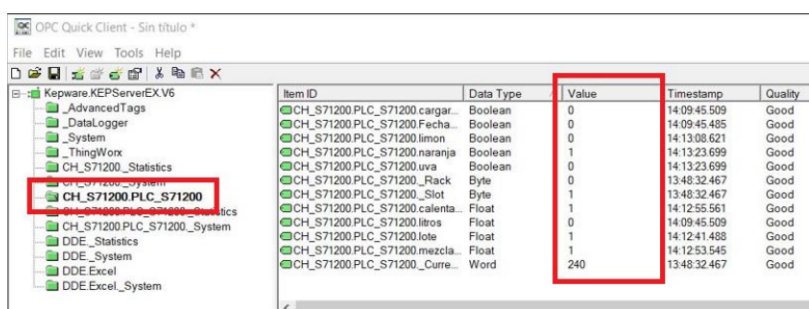 OPC Quick Client - Sin título *
File Edit View Tools Help
Kepware.KEPServerEX.V6
_AdvancedTags
_DataLogger
_System
_ThingWorx
CH_S71200._Statistics
CH_S71200._System
CH_S71200.PLC_S71200
CH_S71200.PLC_S71200._Statistics
CH_S71200.PLC_S71200._System
DDE._Statistics
DDE._System
DDE.Excel
DDE.Excel._System
Item ID Data Type Value Timestamp Quality
CH_S71200.PLC_S71200.cargar... Boolean 0 14:09:45.509 Good
CH_S71200.PLC_S71200.Fecha... Boolean 0 14:09:45.485 Good
CH_S71200.PLC_S71200.limon Boolean 0 14:13:08.621 Good
CH_S71200.PLC_S71200.naranja Boolean 1 14:13:23.699 Good
CH_S71200.PLC_S71200.uva Boolean 0 14:13:23.699 Good
CH_S71200.PLC_S71200._Rack Byte 0 13:48:32.467 Good
CH_S71200.PLC_S71200._Slot Byte 1 13:48:32.467 Good
CH_S71200.PLC_S71200.calenta... Float 1 14:12:55.561 Good
CH_S71200.PLC_S71200.litros Float 0 14:09:45.509 Good
CH_S71200.PLC_S71200.lote Float 1 14:12:41.488 Good
CH_S71200.PLC_S71200.mezcla... Float 1 14:12:53.545 Good
CH_S71200.PLC_S71200._Curre... Word 240 13:48:32.467 Good